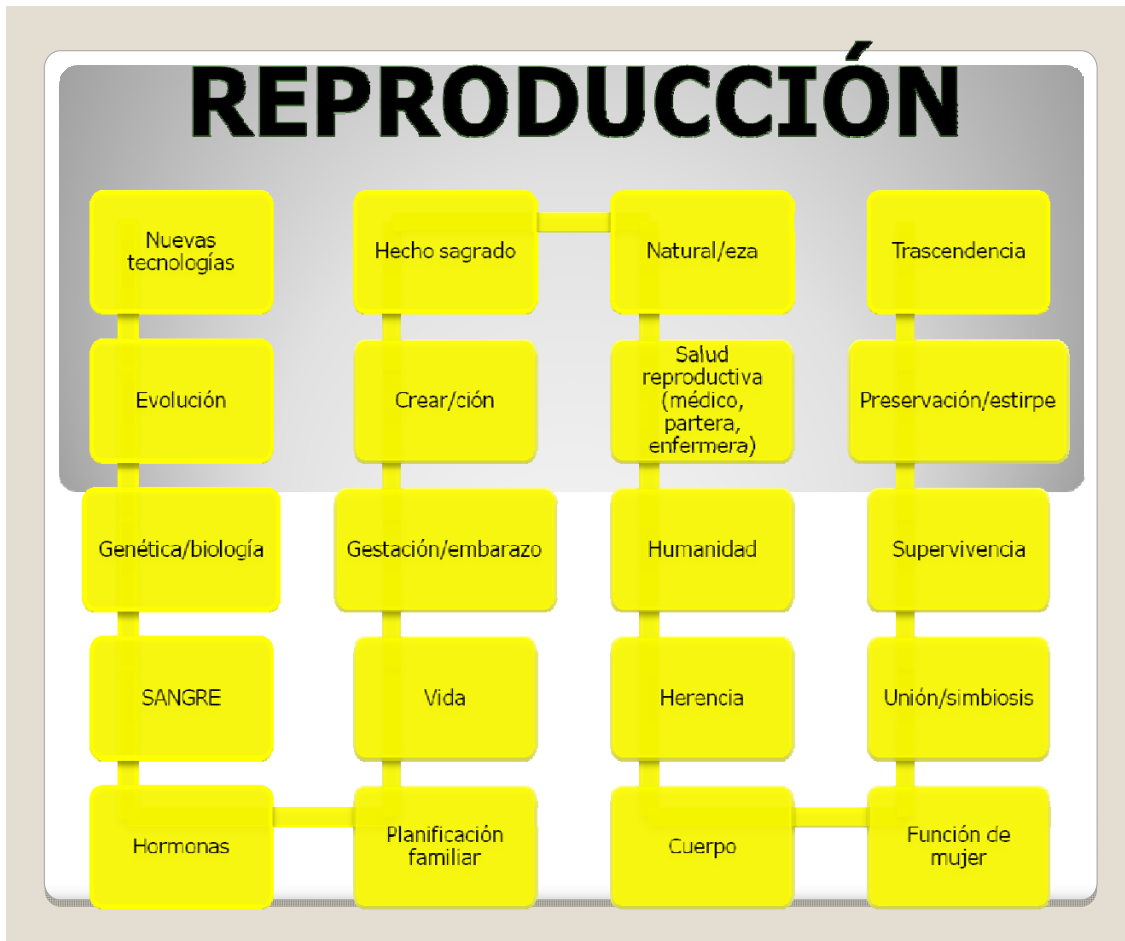 REPRODUCCIÓN
Nuevas
tecnologías
Evolución
Genética/biología
SANGRE
Hormonas
Planificación
familiar
Vida
Gestación/embarazo
Crear/ción
Hecho sagrado
Natural/eza
Salud
reproductiva
(médico,
partera,
enfermera)
Humanidad
Herencia
Cuerpo
Función de
mujer
Unión/simbiosis
Supervivencia
Preservación/estirpe
Trascendencia